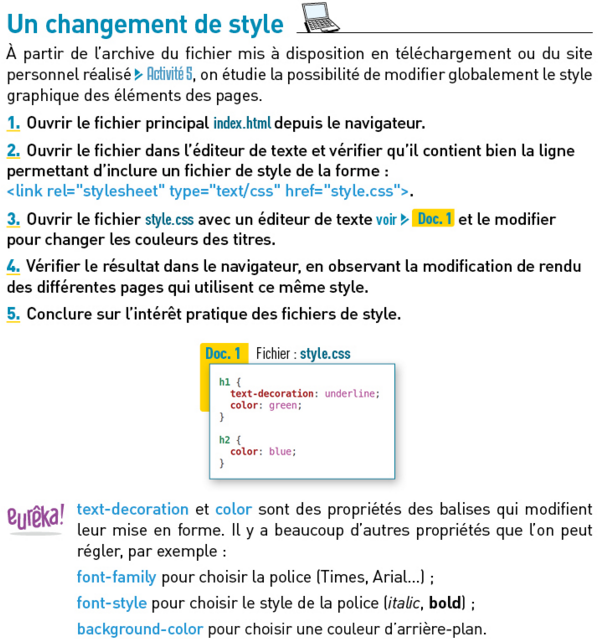 Un changement de style
À partir de l'archive du fichier mis à disposition en téléchargement ou du site
personnel réalisé Activité 5, on étudie la possibilité de modifier globalement le style
graphique des éléments des pages.
1. Ouvrir le fichier principal index.html depuis le navigateur.
2. Ouvrir le fichier dans l'éditeur de texte et vérifier qu'il contient bien la ligne
permettant d'inclure un fichier de style de la forme :
<link rel="stylesheet" type="text/css" href="style.css">.
3. Ouvrir le fichier style.css avec un éditeur de texte voir Doc. 1 et le modifier
pour changer les couleurs des titres.
4. Vérifier le résultat dans le navigateur, en observant la modification de rendu
des différentes pages qui utilisent ce même style.
5. Conclure sur l'intérêt pratique des fichiers de style.
Doc. 1 Fichier : style.css
h1 {
text-decoration: underline;
color: green;
}
h2 {
color: blue;
}
eurêka!
text-decoration et color sont des propriétés des balises qui modifient
leur mise en forme. Il y a beaucoup d'autres propriétés que l'on peut
régler, par exemple :
font-family pour choisir la police (Times, Arial...) ;
font-style pour choisir le style de la police (italic, bold) ;
background-color pour choisir une couleur d'arrière-plan.